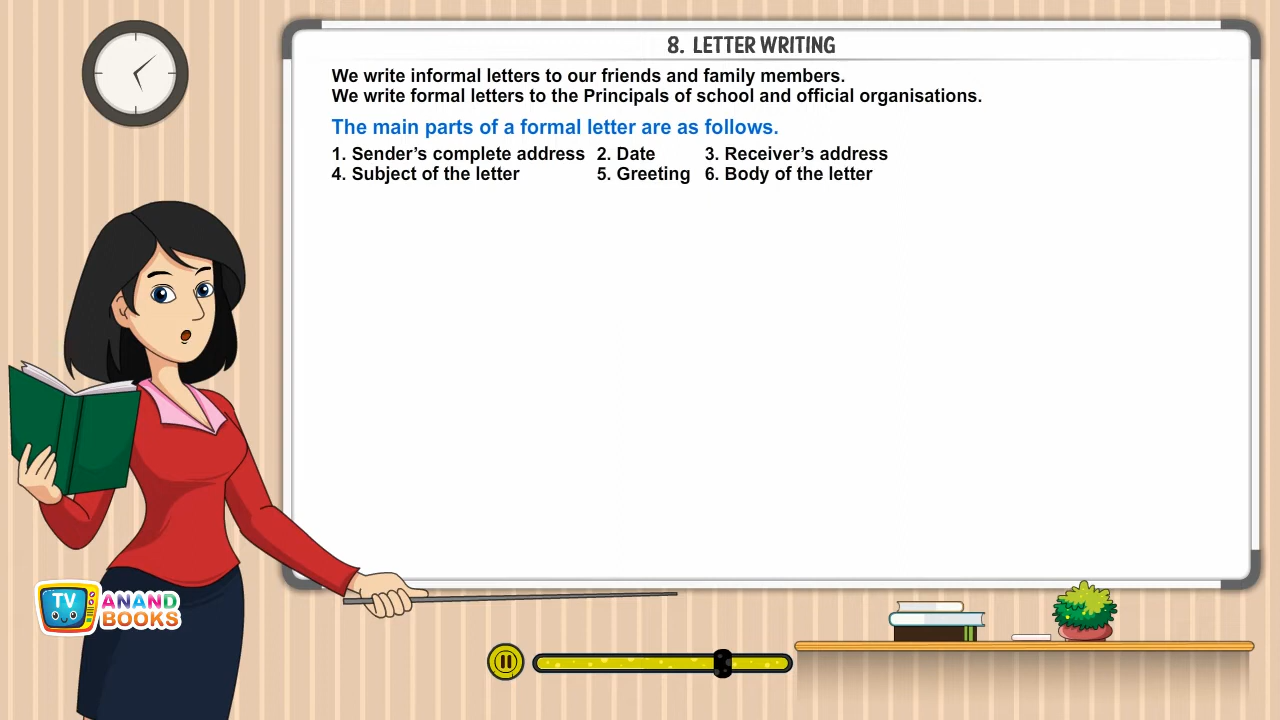 8. LETTER WRITING
We write informal letters to our friends and family members.
We write formal letters to the Principals of school and official organisations.
The main parts of a formal letter are as follows.
1. Sender's complete address 2. Date 3. Receiver's address
4. Subject of the letter 5. Greeting 6. Body of the letter
TV
ANAND
BOOKS